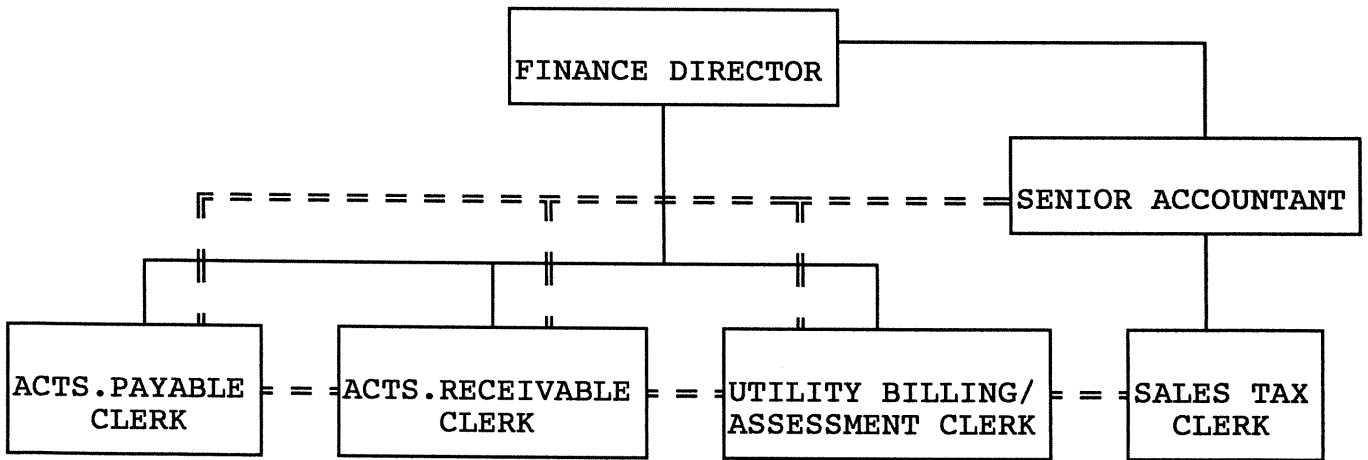 FINANCE DIRECTOR
SENIOR ACCOUNTANT
ACTS.PAYABLE
CLERK
ACTS.RECEIVABLE
CLERK
UTILITY BILLING/
ASSESSMENT CLERK
SALES TAX
CLERK